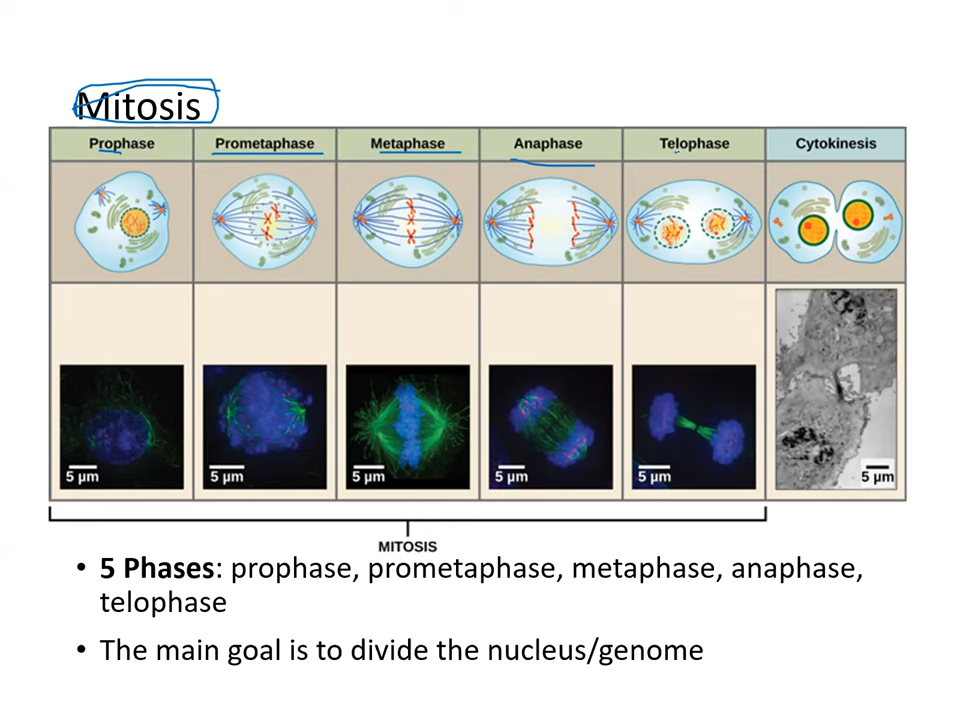 Mitosis
Prophase
Prometaphase
Metaphase
Anaphase
Telophase
Cytokinesis
5 µm
5 µm
5 µm
5 µm
5 µm
5 µm
MITOSIS
• 5 Phases: prophase, prometaphase, metaphase, anaphase,
telophase
• The main goal is to divide the nucleus/genome